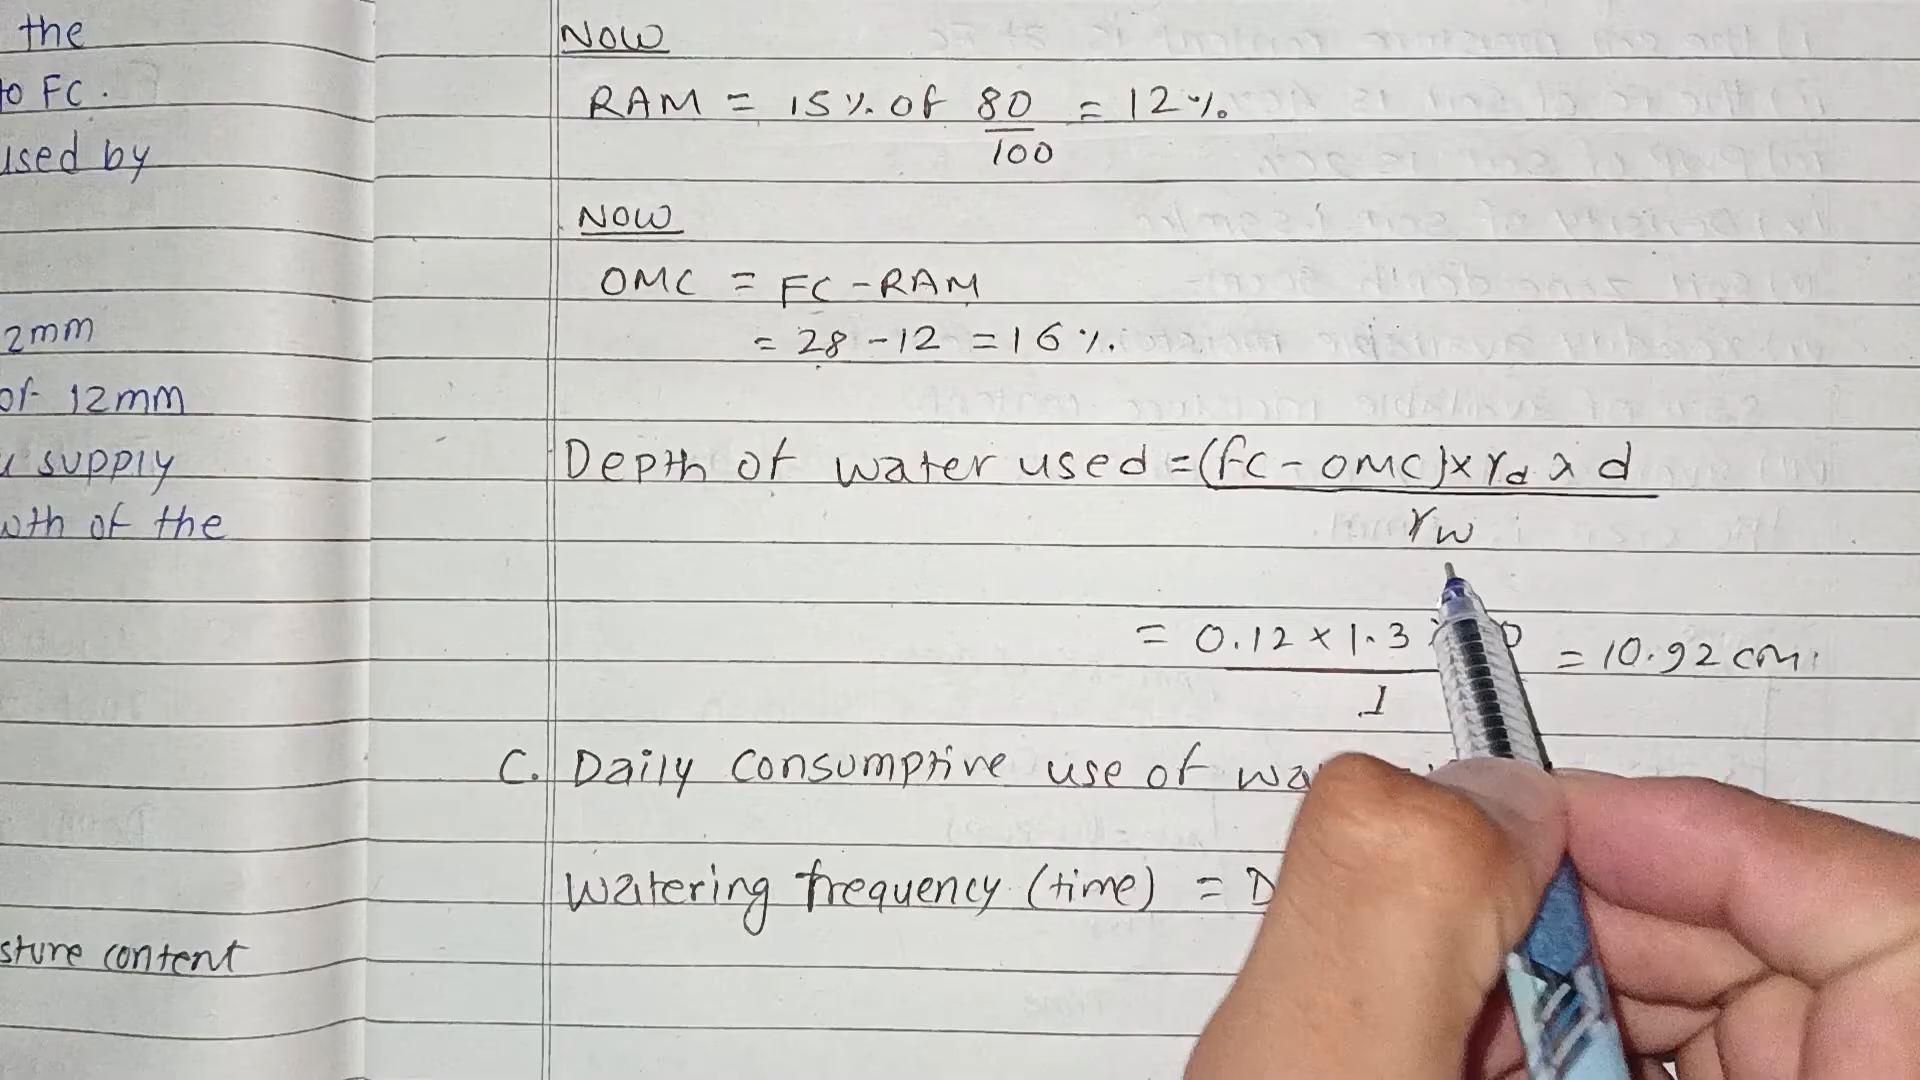 the
to FC.
used by
2mm
of 12mm
supply
wth of the
sture content
NOW
RAM = 15 % of 80 = 12 %.
100
NOW
OMC = FC - RAM
= 28 - 12 = 16 %.
Depth of water used = (fc - OMC) x γd x d
γw
= 0.12 x 1.3 = 10.92 cm.
1
C. Daily consumptive use of wa
Watering frequency (time) = D